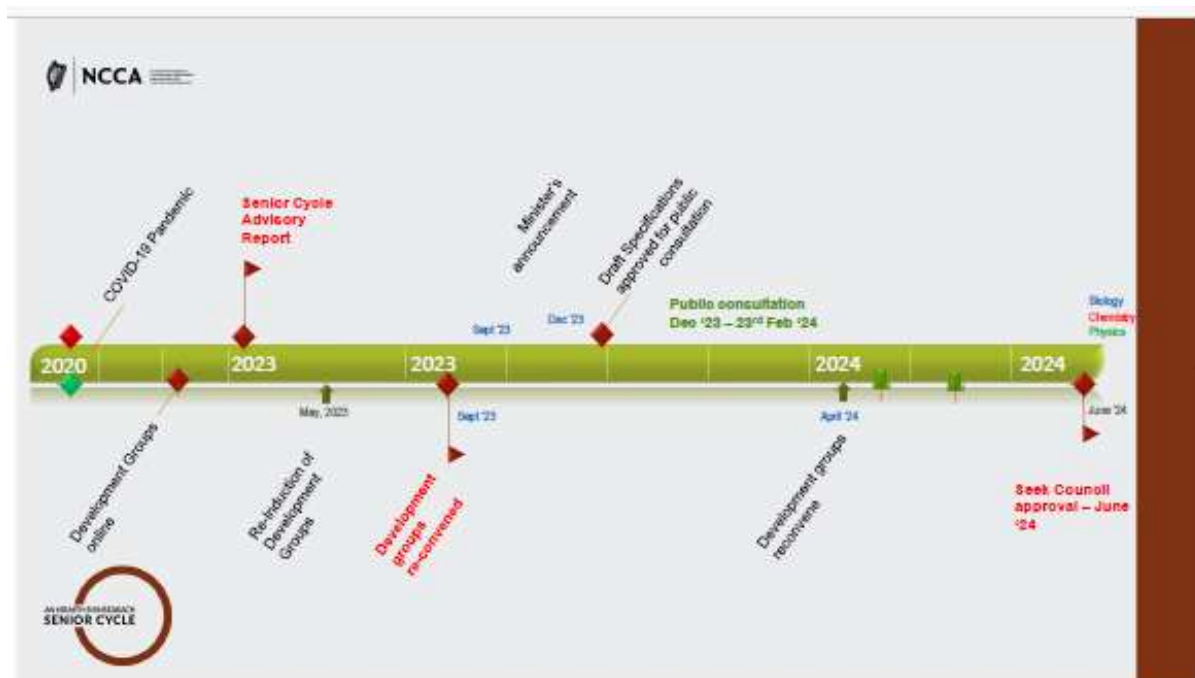 NCCA
COVID-19 Pandemic
Senior Cycle
Advisory
Report
Minister's
announcement
Draft Specifications
approved for public
consultation
Sept '23
Dec '23
Public consultation
Dec '23 – 23rd Feb '24
Biology
Chemistry
Physics
2020
2023
2023
2024
2024
May, 2023
Sept '23
April '24
June '24
Development Groups
online
Re-induction of
Development
Groups
Development
groups
re-convened
Development groups
reconvene
Seek Council
approval – June
'24
SENIOR CYCLE